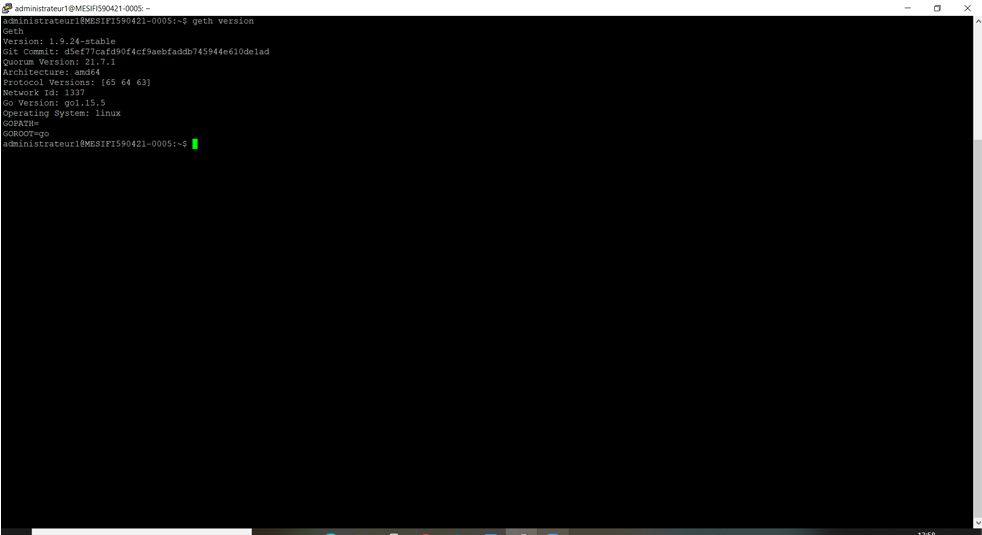 administrateur1@MESIFI590421-0005: ~
administrateur1@MESIFI590421-0005:~$ geth version
Geth
Version: 1.9.24-stable
Git Commit: d5ef77cafd90f4cf9aebfaddb745944e610de1ad
Quorum Version: 21.7.1
Architecture: amd64
Protocol Versions: [65 64 63]
Network Id: 1337
Go Version: go1.15.5
Operating System: linux
GOPATH=
GOROOT=go
administrateur1@MESIFI590421-0005:~$